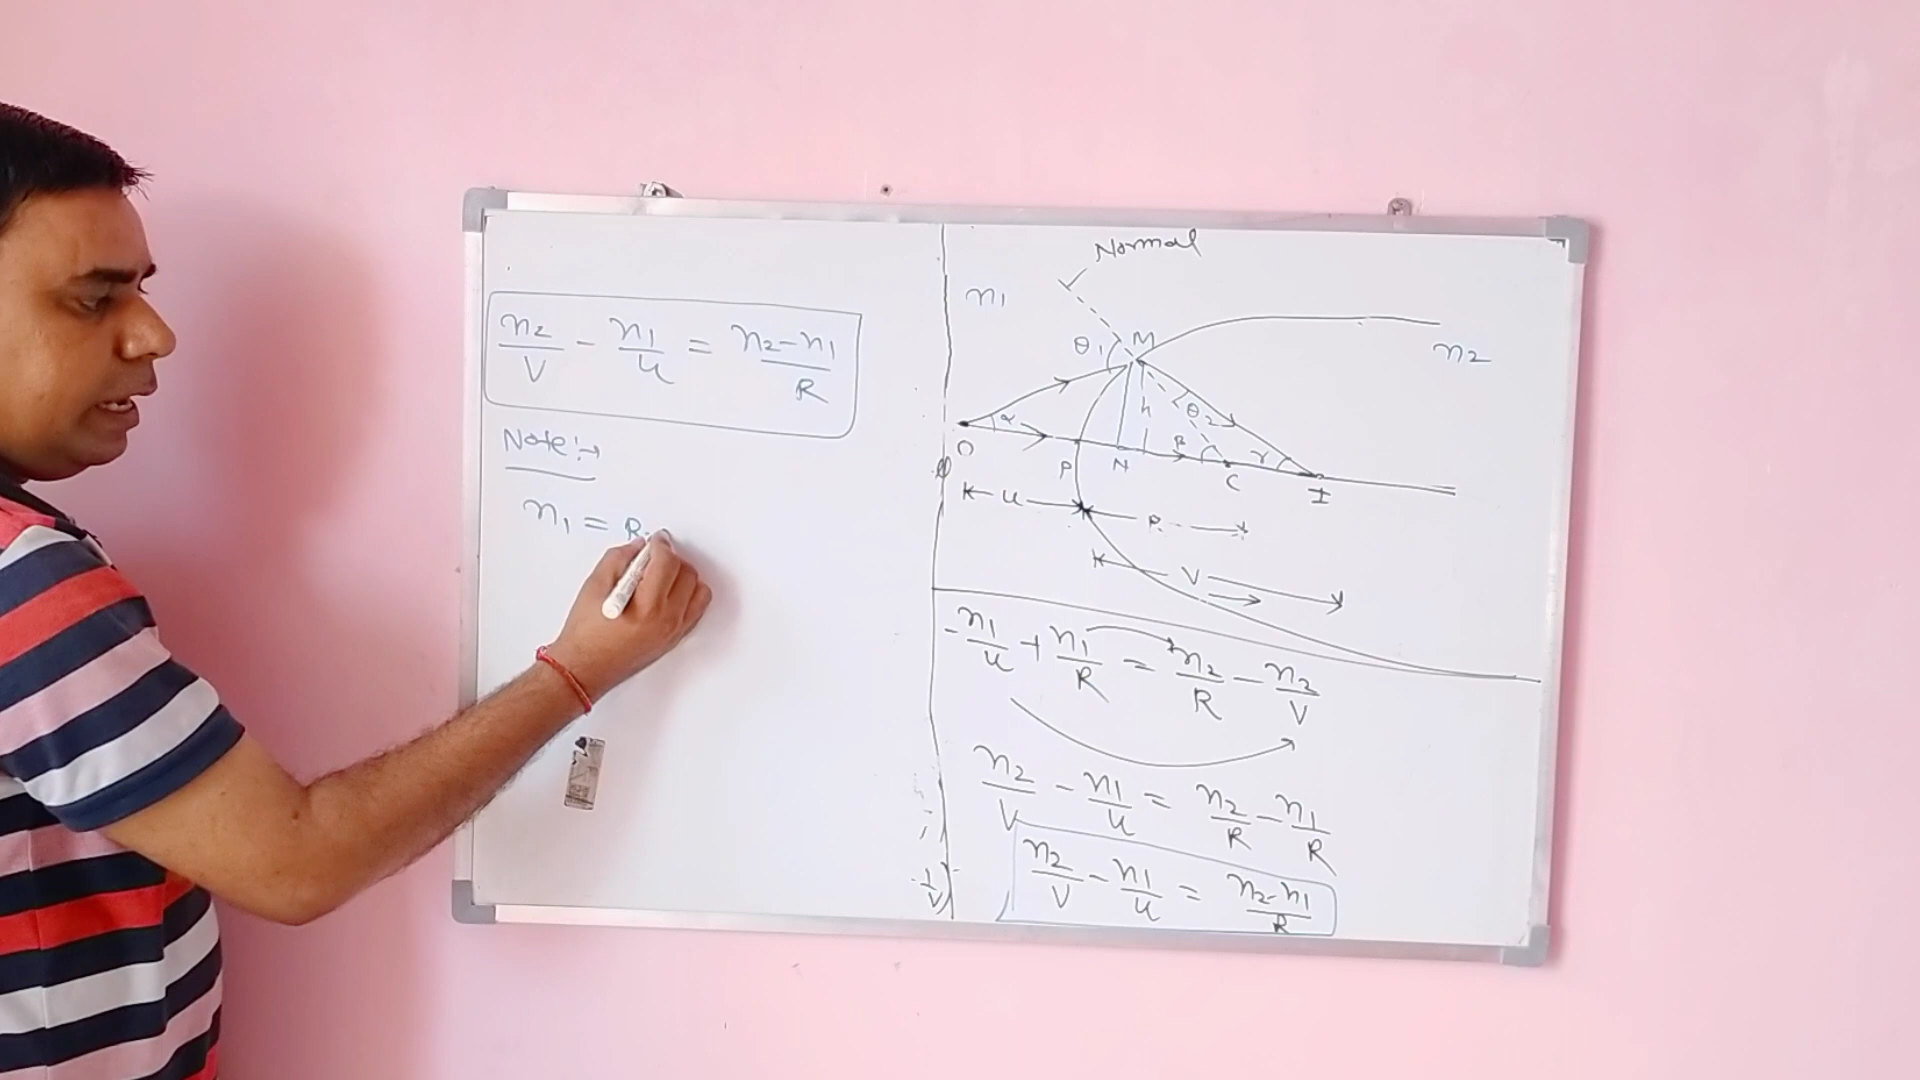 n2/V - n1/u = n2-n1/R
Note:→
n1 = R.
Normal
n1
n2
θ1
M
h
θ2
α
β
γ
O
P
N
C
I
u
R
V
-n1/u + n1/R = n2/R - n2/V
n2/V - n1/u = n2/R - n1/R
n2/V - n1/u = n2-n1/R